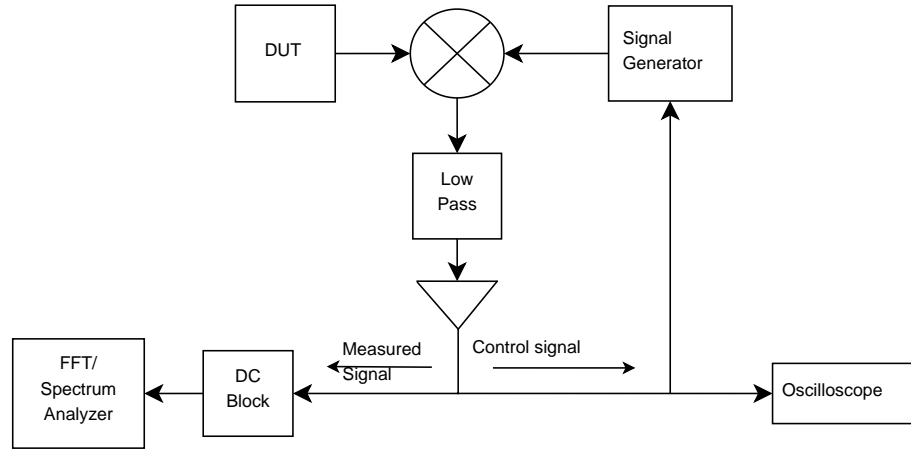 DUT
Signal
Generator
Low
Pass
Measured
Signal
Control signal
FFT/
Spectrum
Analyzer
DC
Block
Oscilloscope